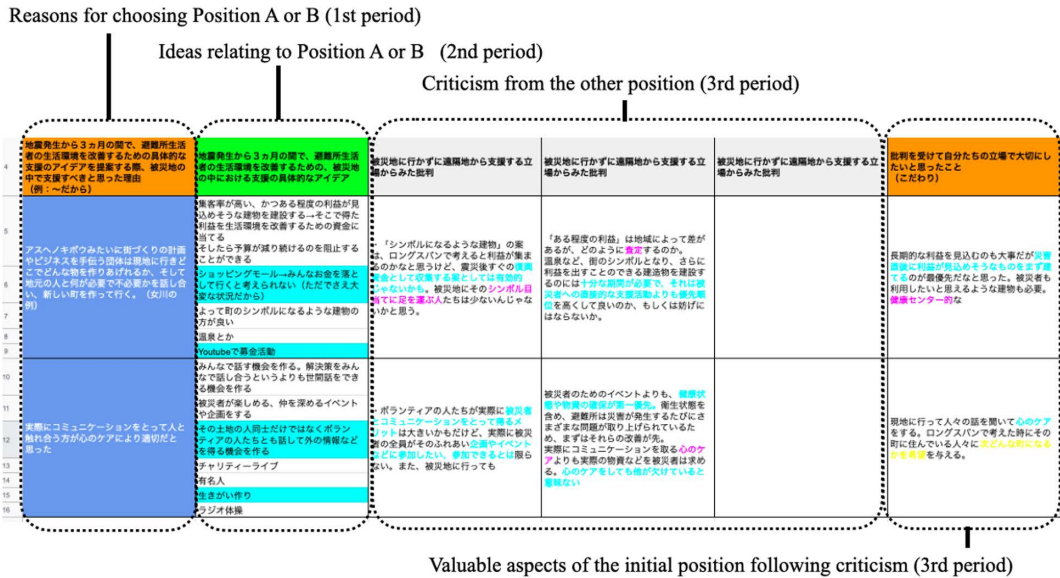 Reasons for choosing Position A or B (1st period)
Ideas relating to Position A or B (2nd period)
Criticism from the other position (3rd period)
4
地震発生から3ヵ月の間で、避難所生活
者の生活環境を改善するための具体的な
支援のアイデアを提案する際、被災地の
中で支援すべきと思った理由
(例:〜だから)
地震発生から3ヵ月の間で、避難所生活
者の生活環境を改善するための、被災地
の中における支援の具体的なアイデア
被災地に行かずに遠隔地から支援する立
場からみた批判
被災地に行かずに遠隔地から支援する立
場からみた批判
被災地に行かずに遠隔地から支援する立
場からみた批判
批判を受けて自分たちの立場で大切にし
たいと思ったこと
(こだわり)
アスヘノキボウみたいに街づくりの計画
やビジネスを手伝う団体は現地に行きど
こでどんな物を作りあげれるか、そして
地元の人と何が必要で不必要かを話し合
い、新しい町を作って行く。(女川の
例)
5
集客率が高い、かつある程度の利益が見
込めそうな建物を建設する→そこで得た
利益を生活環境を改善するための資金に
当てる
そしたら予算が減り続けるのを阻止する
ことができる
6
ショッピングモール→みんなお金を落と
して行くと考えられない(ただでさえ大
変な状況だから)
7
よって町のシンボルになるような建物の
方が良い
8
温泉とか
9
Youtubeで募金活動
・「シンボルになるような建物」の案
は、ロングスパンで考えると利益が集ま
るのかなと思うけど、震災後すぐの復興
資金として収集する案としては有効的
じゃないかも。被災地にそのシンボル目
当てに足を運ぶ人たちは少ないんじゃな
いかと思う。
「ある程度の利益」は地域によって差が
あるが、どのように査定するのか。
温泉など、街のシンボルとなり、さらに
利益を出すことのできる建造物を建設す
るのには十分な期間が必要で、それは被
災者への直接的な支援活動よりも優先順
位を高くして良いのか、もしくは妨げに
はならないか。
長期的な利益を見込むのも大事だが災害
直後に利益が見込めそうなものをまず建
てるのが最優先だなと思った。被災者も
利用したいと思えるような建物も必要。
健康センター的な
実際にコミュニケーションをとって人と
触れ合う方が心のケアにより適切だと
思った
10
みんなで話す機会を作る。解決策をみん
なで話し合うというよりも世間話をでき
る機会を作る
11
被災者が楽しめる、仲を深めるイベント
や企画をする
12
その土地の人同士だけではなくボラン
ティアの人たちとも話して外の情報など
を得る機会を作る
13
チャリティーライブ
14
有名人
15
生きがい作り
16
ラジオ体操
・ボランティアの人たちが実際に被災者
とコミュニケーションをとって得るメ
リットは大きいかもだけど、実際に被災
者の全員がそのふれあい企画やイベント
などに参加したい、参加できるとは限ら
ない。また、被災地に行っても
被災者のためのイベントよりも、健康状
態や物資の確保が第一優先。衛生状態を
含め、避難所は災害が発生するたびにさ
まざまな問題が取り上げられているた
め、まずはそれらの改善が先。
実際にコミュニケーションを取る心のケ
アよりも実際の物資などを被災者は求め
る。心のケアをしても他が欠けていると
意味ない
現地に行って人々の話を聞いて心のケア
をする。ロングスパンで考えた時にその
町に住んでいる人々に次どんな町になる
かを希望を与える。
Valuable aspects of the initial position following criticism (3rd period)